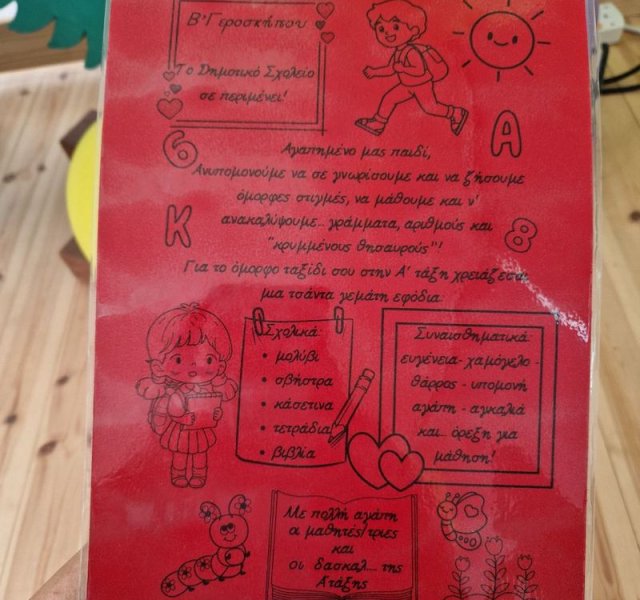 Β' Γεροσκήπου
Το Δημοτικό Σχολείο
σε περιμένει!
6
Α
Αγαπημένο μας παιδί,
Ανυπομονούμε να σε γνωρίσουμε και να ζήσουμε
όμορφες στιγμές, να μάθουμε και ν'
ανακαλύψουμε... γράμματα, αριθμούς και
"κρυμμένους θησαυρούς"!
Κ
8
Για το όμορφο ταξίδι σου στην Α' τάξη χρειάζεσαι
μια τσάντα γεμάτη εφόδια:
Σχολικά:
• μολύβι
• σβήστρα
• κάσετινα
• τετράδια
• βιβλία
Συναισθηματικά:
ευγένεια- χαμόγελο -
θάρρος - υπομονή
αγάπη - αγκαλιά
και... όρεξη για
μάθηση!
Με πολλή αγάπη
οι μαθητές/τριες
και
οι δασκάλ.... της
Α'τάξης